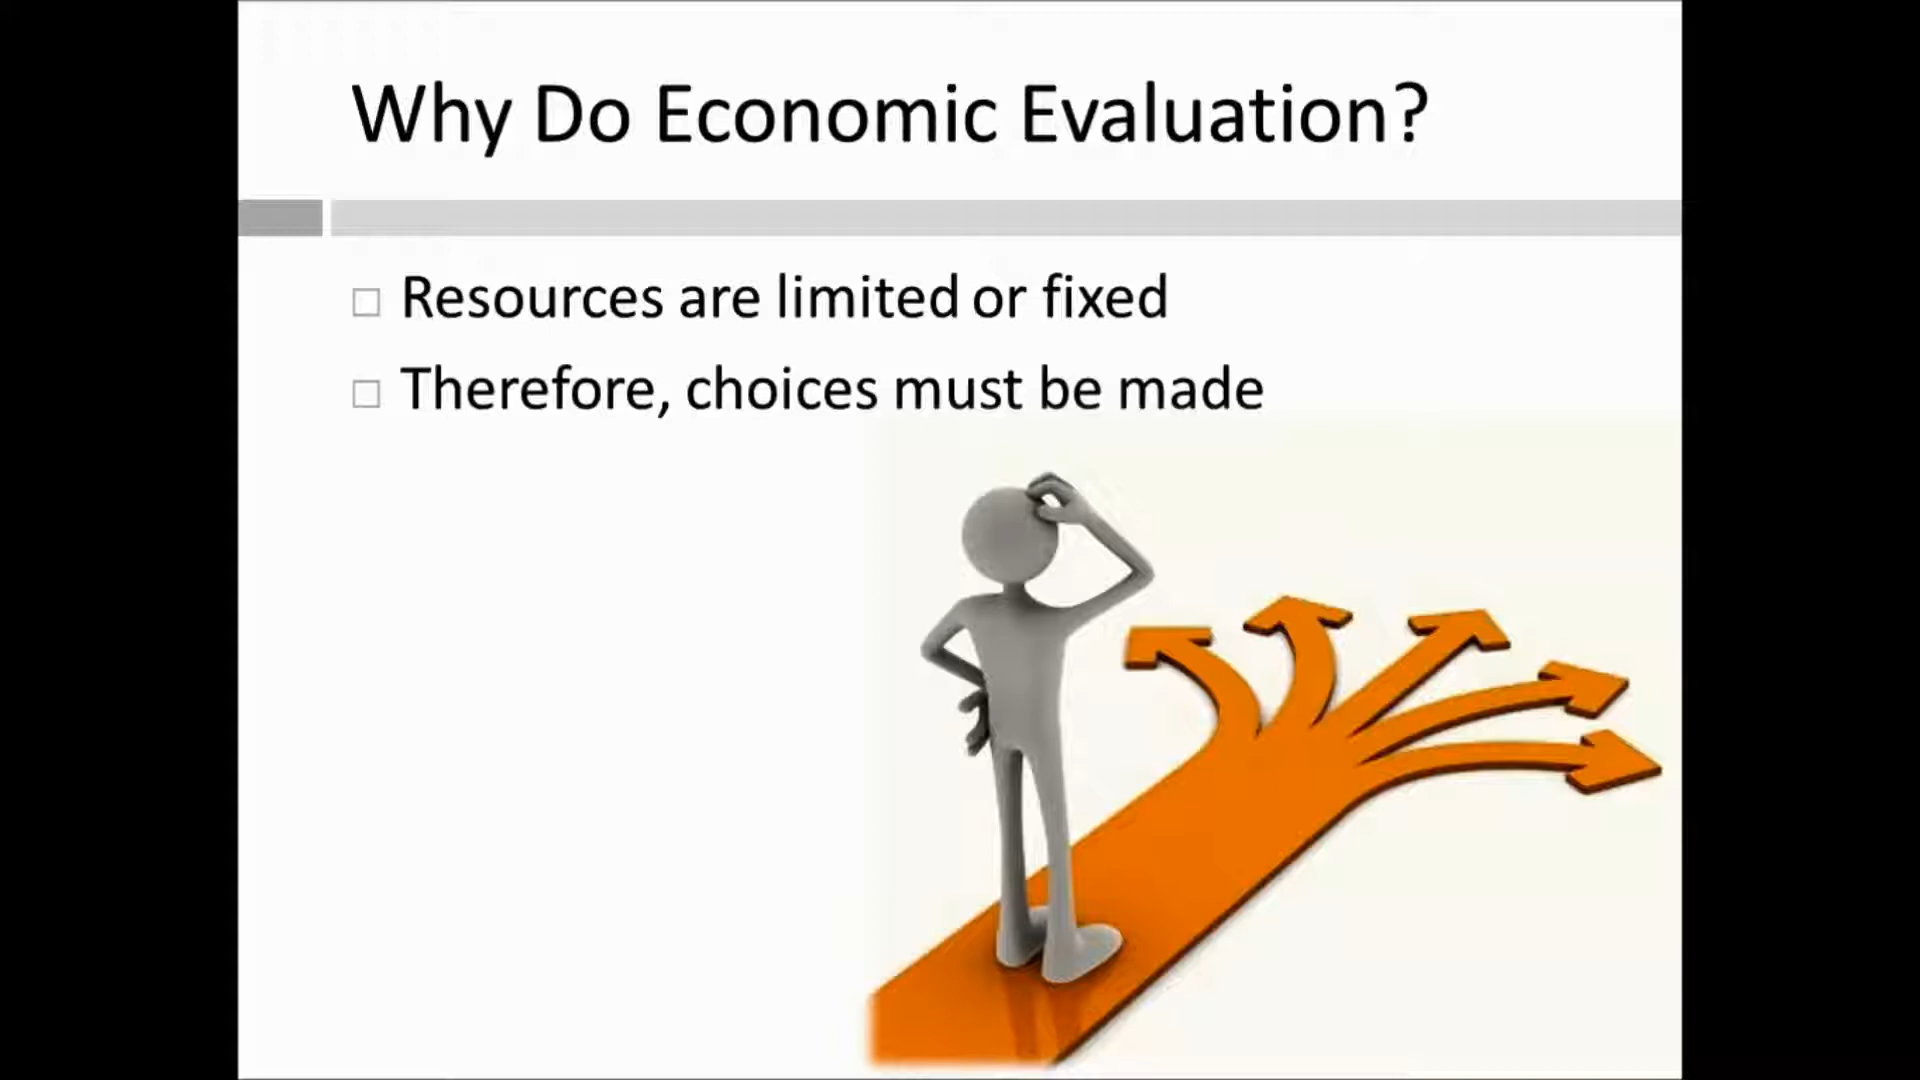 Why Do Economic Evaluation?
Resources are limited or fixed
Therefore, choices must be made